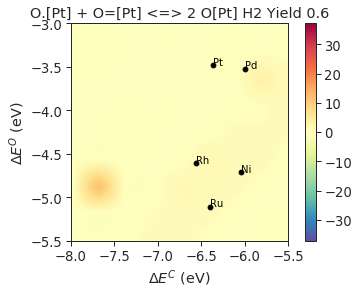 O.[Pt] + O=[Pt] <=> 2 O[Pt] H2 Yield 0.6
−3.0
−3.5
−4.0
−4.5
−5.0
−5.5
ΔE^O (eV)
Pt
Pd
Rh
Ni
Ru
30
20
10
0
−10
−20
−30
−8.0 −7.5 −7.0 −6.5 −6.0 −5.5
ΔE^C (eV)